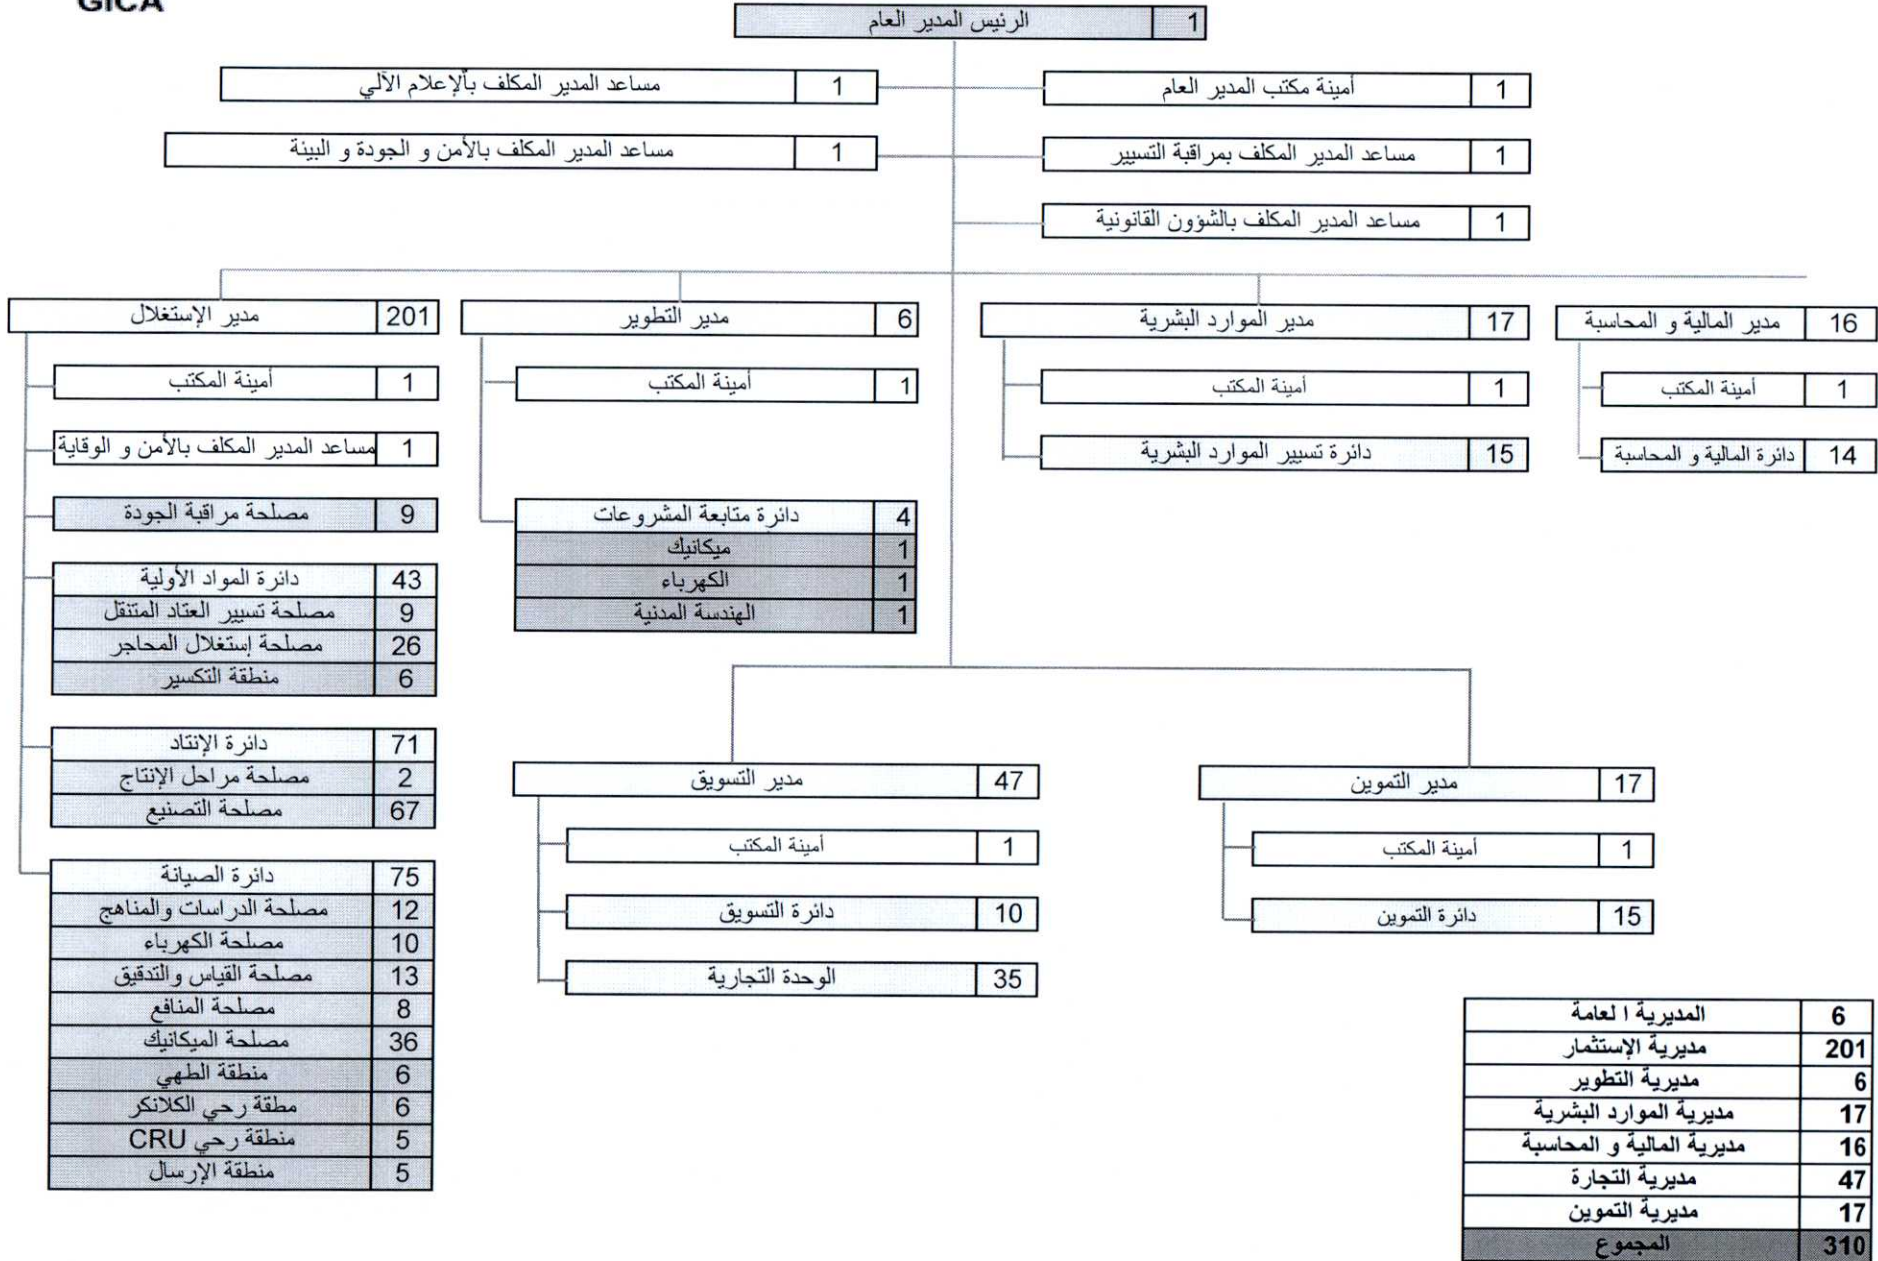 GICA
الرئيس المدير العام 1
أمينة مكتب المدير العام 1
مساعد المدير المكلف بألإعلام الآلي 1
مساعد المدير المكلف بمراقبة التسيير 1
مساعد المدير المكلف بالأمن و الجودة و البيئة 1
مساعد المدير المكلف بالشؤون القانونية 1
16 مدير المالية و المحاسبة
1 أمينة المكتب
14 دائرة المالية و المحاسبة
17 مدير الموارد البشرية
1 أمينة المكتب
15 دائرة تسيير الموارد البشرية
6 مدير التطوير
1 أمينة المكتب
4 دائرة متابعة المشروعات
1 ميكانيك
1 الكهرباء
1 الهندسة المدنية
201 مدير الإستغلال
1 أمينة المكتب
1 مساعد المدير المكلف بالأمن و الوقاية
9 مصلحة مراقبة الجودة
43 دائرة المواد الأولية
9 مصلحة تسيير العتاد المتنقل
26 مصلحة إستغلال المحاجر
6 منطقة التكسير
71 دائرة الإنتاد
2 مصلحة مراحل الإنتاج
67 مصلحة التصنيع
75 دائرة الصيانة
12 مصلحة الدراسات والمناهج
10 مصلحة الكهرباء
13 مصلحة القياس والتدقيق
8 مصلحة المنافع
36 مصلحة الميكانيك
6 منطقة الطهي
6 مطقة رحي الكلانكر
5 منطقة رحي CRU
5 منطقة الإرسال
17 مدير التموين
1 أمينة المكتب
15 دائرة التموين
47 مدير التسويق
1 أمينة المكتب
10 دائرة التسويق
35 الوحدة التجارية
6 المديرية ا لعامة
201 مديرية الإستثمار
6 مديرية التطوير
17 مديرية الموارد البشرية
16 مديرية المالية و المحاسبة
47 مديرية التجارة
17 مديرية التموين
310 المجموع